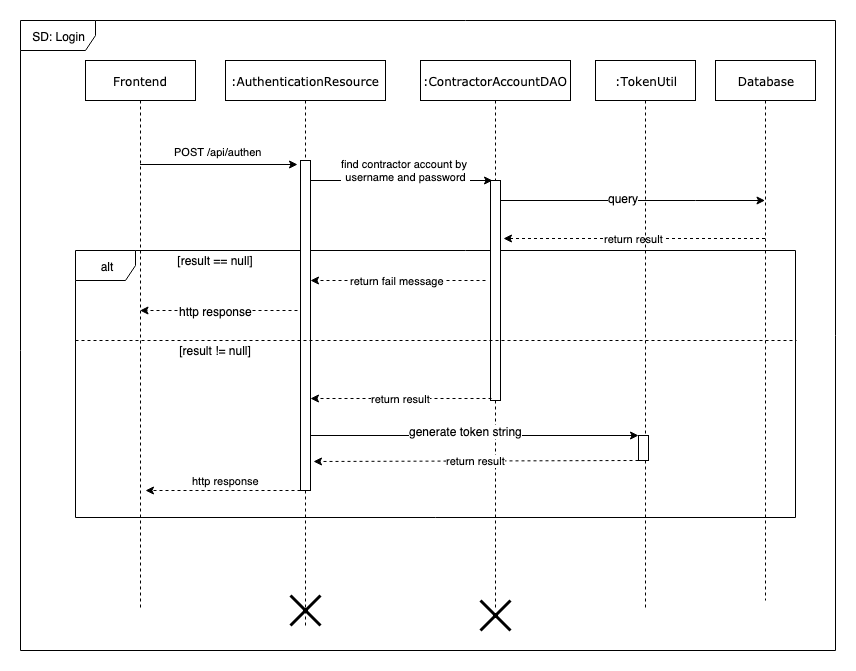 SD: Login
Frontend
:AuthenticationResource
:ContractorAccountDAO
:TokenUtil
Database
POST /api/authen
find contractor account by
username and password
query
return result
alt
[result == null]
return fail message
http response
[result != null]
return result
generate token string
return result
http response